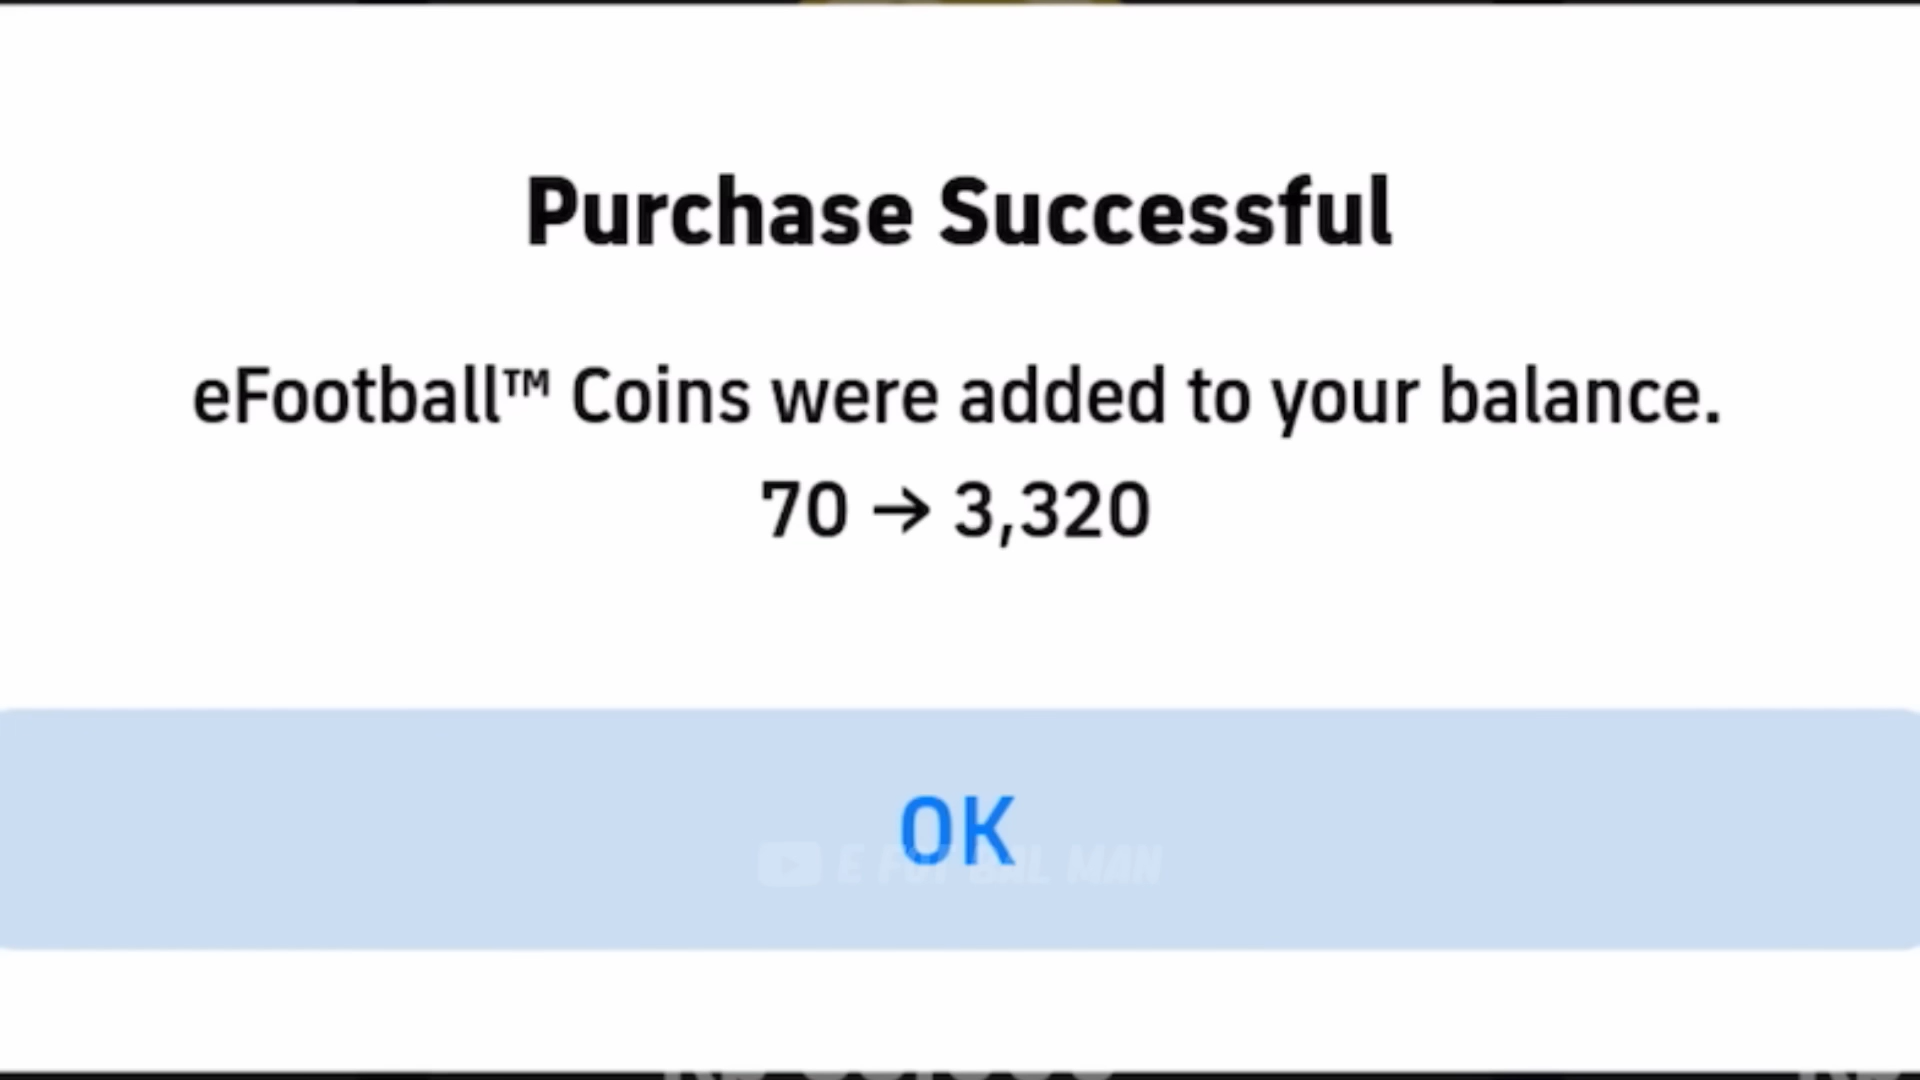 Purchase Successful
eFootball™ Coins were added to your balance.
70 → 3,320
OK